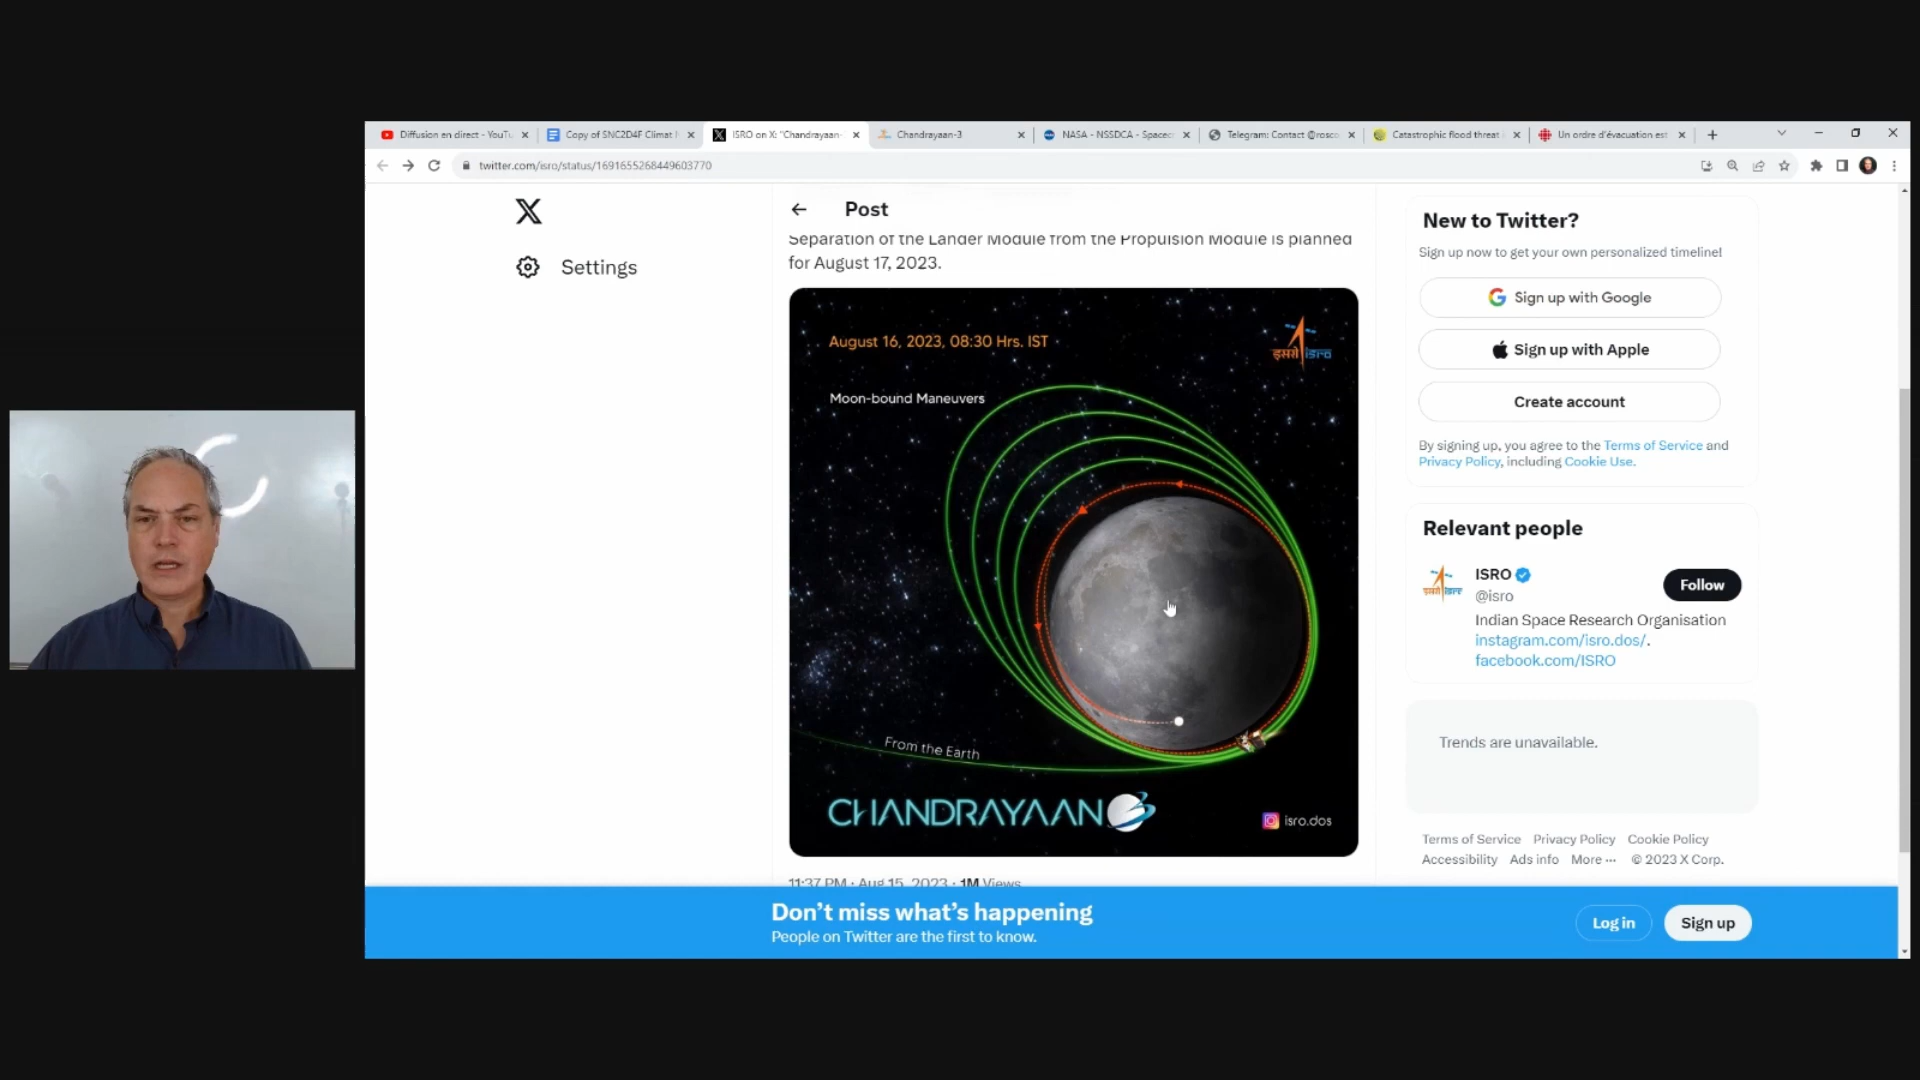 Diffusion en direct - YouTu
Copy of SNC2D4F Climat
ISRO on X: "Chandrayaan-
Chandrayaan-3
NASA - NSSDCA - Spacec
Telegram: Contact @rosco
Catastrophic flood threat
Un ordre d'évacuation est
twitter.com/isro/status/1691655268449603770
Settings
Post
Separation of the Lander Module from the Propulsion Module is planned
for August 17, 2023.
August 16, 2023, 08:30 Hrs. IST
इसरो isro
Moon-bound Maneuvers
From the Earth
CHANDRAYAAN 3
isro.dos
11:37 PM · Aug 15, 2023 · 1M Views
New to Twitter?
Sign up now to get your own personalized timeline!
Sign up with Google
Sign up with Apple
Create account
By signing up, you agree to the Terms of Service and
Privacy Policy, including Cookie Use.
Relevant people
ISRO
@isro
Follow
Indian Space Research Organisation
instagram.com/isro.dos/.
facebook.com/ISRO
Trends are unavailable.
Terms of Service Privacy Policy Cookie Policy
Accessibility Ads info More ··· © 2023 X Corp.
Don't miss what's happening
People on Twitter are the first to know.
Log in
Sign up